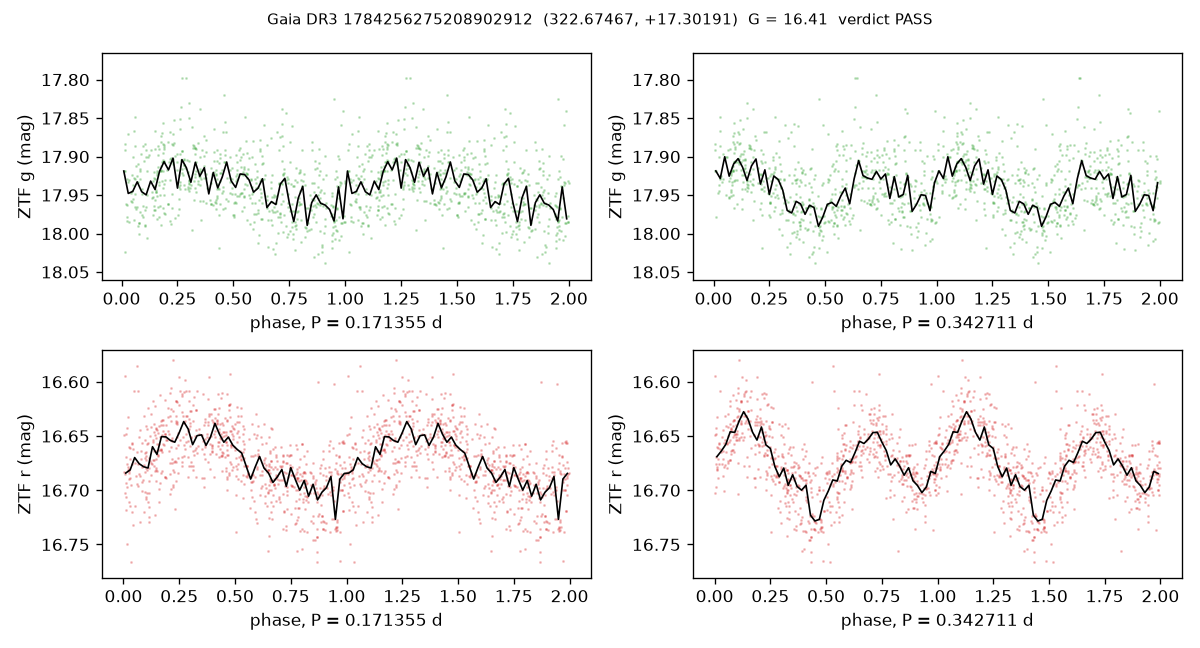 Gaia DR3 1784256275208902912  (322.67467, +17.30191)  G = 16.41  verdict PASS
ZTF g (mag)
17.80
17.85
17.90
17.95
18.00
18.05
0.00 0.25 0.50 0.75 1.00 1.25 1.50 1.75 2.00
phase, P = 0.171355 d
ZTF g (mag)
17.80
17.85
17.90
17.95
18.00
18.05
0.00 0.25 0.50 0.75 1.00 1.25 1.50 1.75 2.00
phase, P = 0.342711 d
ZTF r (mag)
16.60
16.65
16.70
16.75
0.00 0.25 0.50 0.75 1.00 1.25 1.50 1.75 2.00
phase, P = 0.171355 d
ZTF r (mag)
16.60
16.65
16.70
16.75
0.00 0.25 0.50 0.75 1.00 1.25 1.50 1.75 2.00
phase, P = 0.342711 d